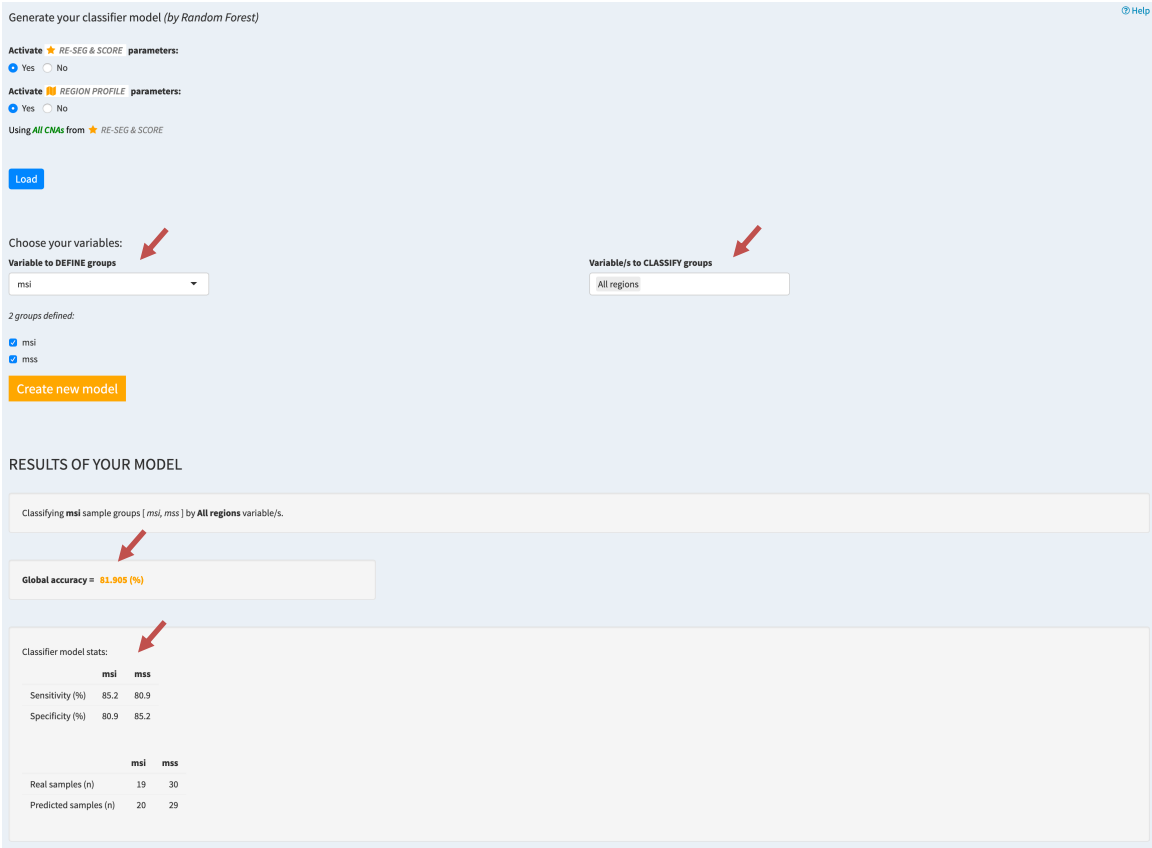 Help
Generate your classifier model (by Random Forest)
Activate RE-SEG & SCORE parameters:
Yes No
Activate REGION PROFILE parameters:
Yes No
Using All CNAs from RE-SEG & SCORE
Load
Choose your variables:
Variable to DEFINE groups
Variable/s to CLASSIFY groups
msi
All regions
2 groups defined:
msi
mss
Create new model
RESULTS OF YOUR MODEL
Classifying msi sample groups [ msi, mss ] by All regions variable/s.
Global accuracy = 81.905 (%)
Classifier model stats:
msi mss
Sensitivity (%) 85.2 80.9
Specificity (%) 80.9 85.2
msi mss
Real samples (n) 19 30
Predicted samples (n) 20 29